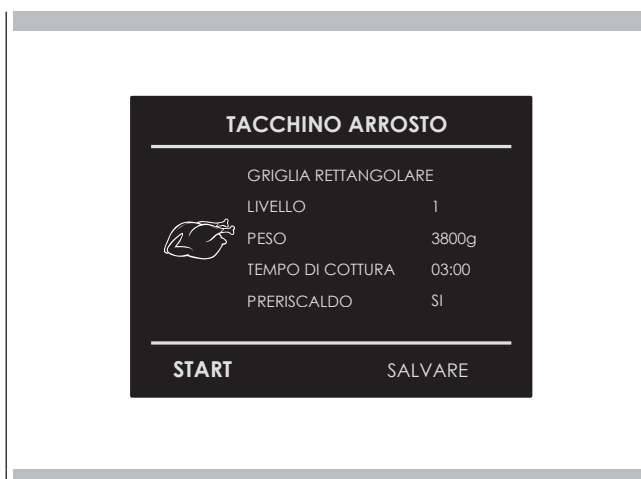 TACCHINO ARROSTO
GRIGLIA RETTANGOLARE
LIVELLO 1
PESO 3800g
TEMPO DI COTTURA 03:00
PRERISCALDO SI
START SALVARE